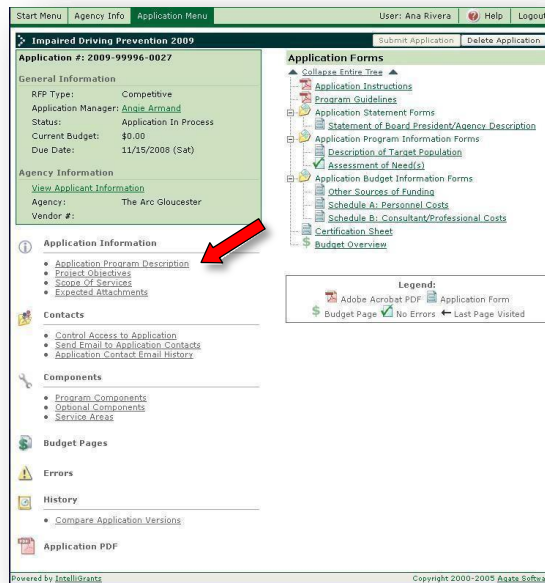 Start Menu Agency Info Application Menu User: Ana Rivera Help Logout
Impaired Driving Prevention 2009 Submit Application Delete Application
Application #: 2009-99996-0027
General Information
RFP Type: Competitive
Application Manager: Angie Armand
Status: Application In Process
Current Budget: $0.00
Due Date: 11/15/2008 (Sat)
Agency Information
View Applicant Information
Agency: The Arc Gloucester
Vendor #:
Application Information
Application Program Description
Project Objectives
Scope Of Services
Expected Attachments
Contacts
Control Access to Application
Send Email to Application Contacts
Application Contact Email History
Components
Program Components
Optional Components
Service Areas
Budget Pages
Errors
History
Compare Application Versions
Application PDF
Application Forms
Collapse Entire Tree
Application Instructions
Program Guidelines
Application Statement Forms
Statement of Board President/Agency Description
Application Program Information Forms
Description of Target Population
Assessment of Need(s)
Application Budget Information Forms
Other Sources of Funding
Schedule A: Personnel Costs
Schedule B: Consultant/Professional Costs
Certification Sheet
$ Budget Overview
Legend:
Adobe Acrobat PDF Application Form
$ Budget Page No Errors Last Page Visited
Powered by IntelliGrants Copyright 2000-2005 Agate Softwa